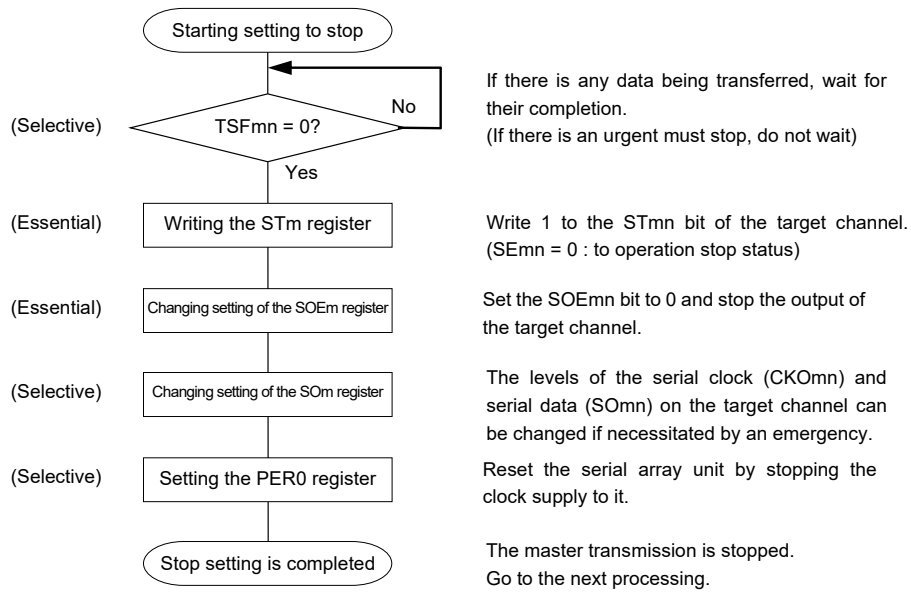 Starting setting to stop
If there is any data being transferred, wait for
their completion.
(If there is an urgent must stop, do not wait)
(Selective)
TSFmn = 0?
No
Yes
(Essential)
Writing the STm register
Write 1 to the STmn bit of the target channel.
(SEmn = 0 : to operation stop status)
(Essential)
Changing setting of the SOEm register
Set the SOEmn bit to 0 and stop the output of
the target channel.
(Selective)
Changing setting of the SOm register
The levels of the serial clock (CKOmn) and
serial data (SOmn) on the target channel can
be changed if necessitated by an emergency.
(Selective)
Setting the PER0 register
Reset the serial array unit by stopping the
clock supply to it.
Stop setting is completed
The master transmission is stopped.
Go to the next processing.